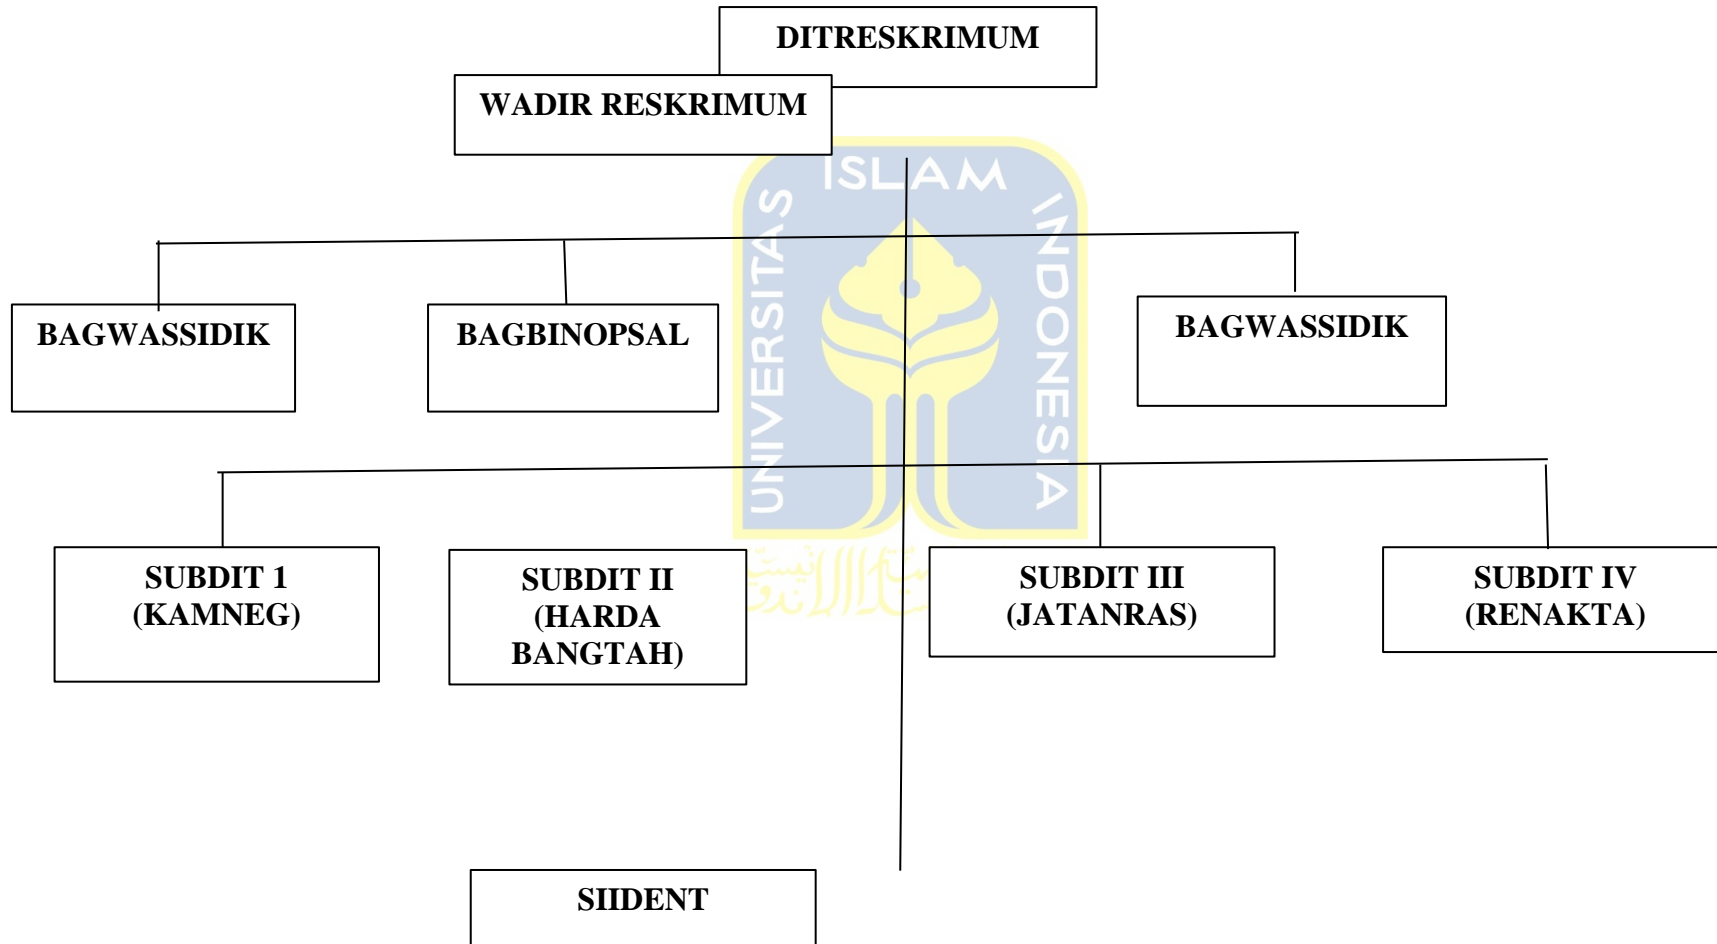 DITRESKRIMUM
WADIR RESKRIMUM
UNIVERSITAS ISLAM INDONESIA
BAGWASSIDIK
BAGBINOPSAL
BAGWASSIDIK
SUBDIT 1
(KAMNEG)
SUBDIT II
(HARDA
BANGTAH)
SUBDIT III
(JATANRAS)
SUBDIT IV
(RENAKTA)
SIIDENT